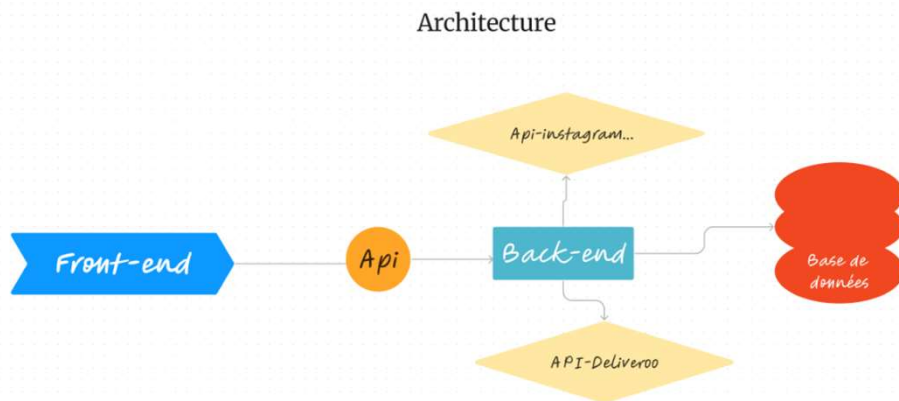 Architecture
Api-instagram...
Front-end
Api
Back-end
Base de
données
API-Deliveroo